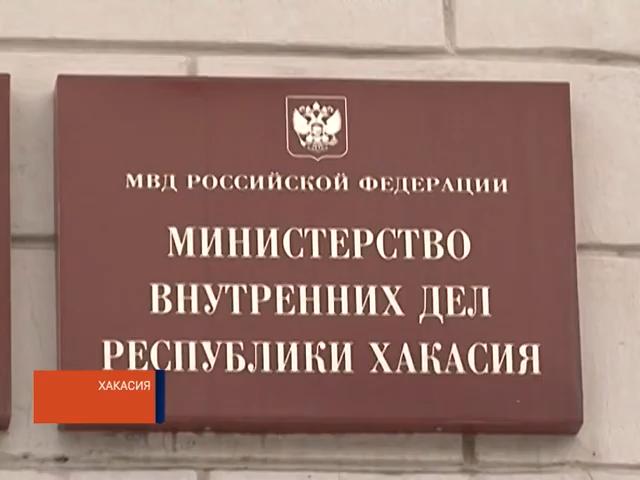 МВД РОССИЙСКОЙ ФЕДЕРАЦИИ
МИНИСТЕРСТВО
ВНУТРЕННИХ ДЕЛ
РЕСПУБЛИКИ ХАКАСИЯ
ХАКАСИЯ